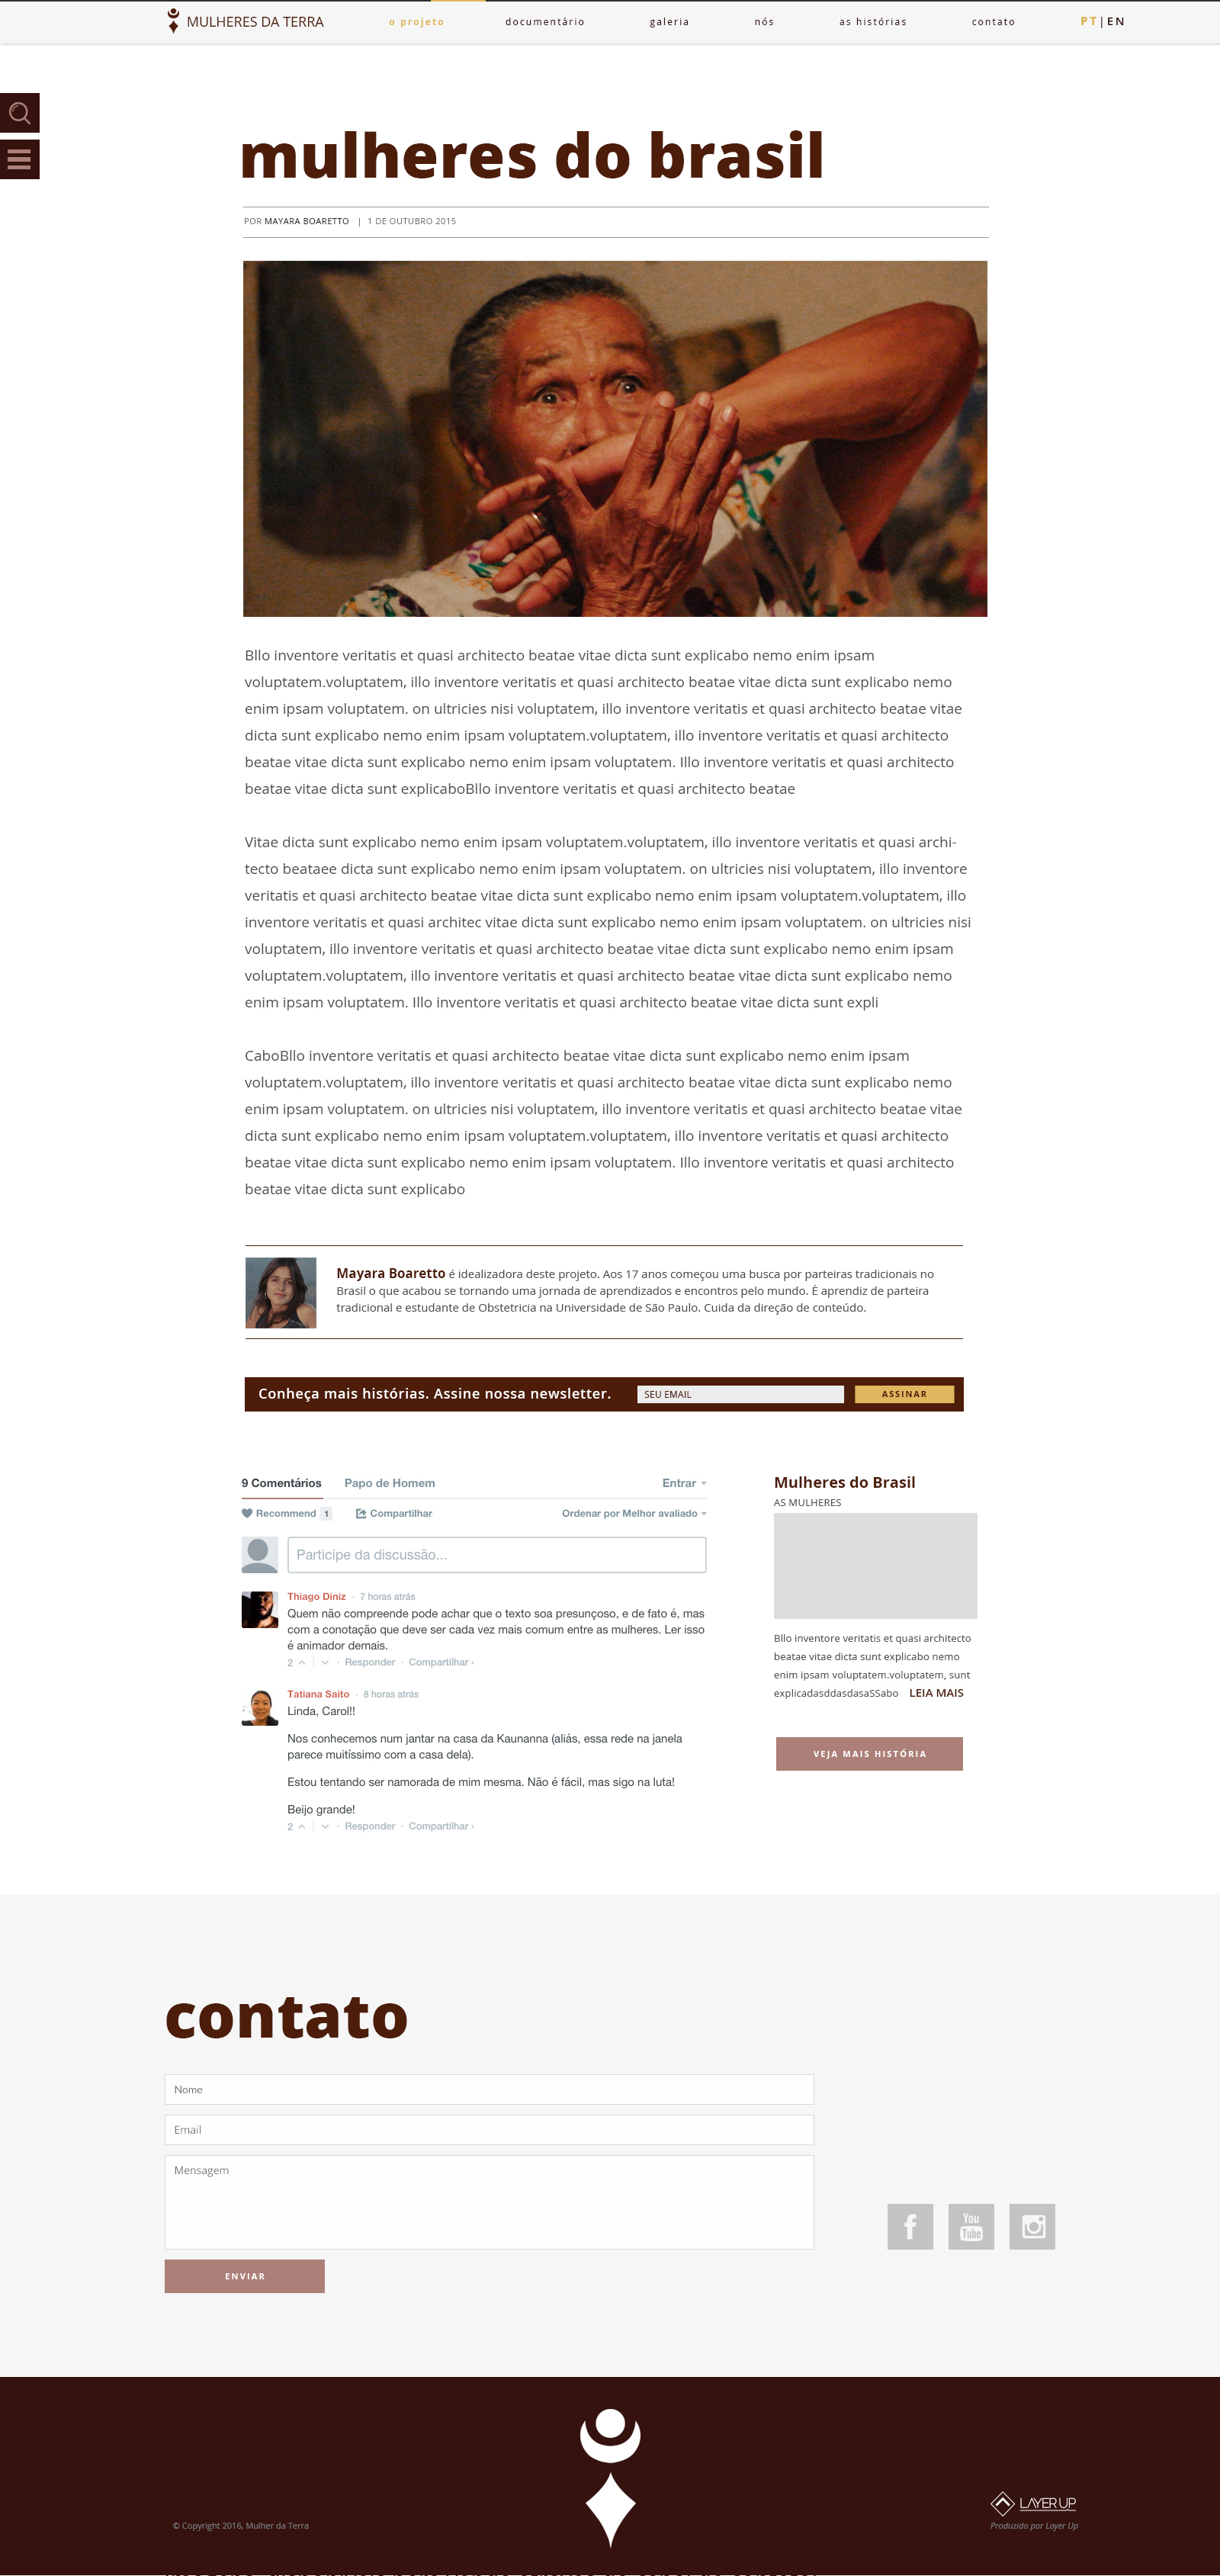 MULHERES DA TERRA
o projeto
documentário
galeria
nós
as histórias
contato
PT|EN
mulheres do brasil
POR MAYARA BOARETTO | 1 DE OUTUBRO 2015
Bllo inventore veritatis et quasi architecto beatae vitae dicta sunt explicabo nemo enim ipsam
voluptatem.voluptatem, illo inventore veritatis et quasi architecto beatae vitae dicta sunt explicabo nemo
enim ipsam voluptatem. on ultricies nisi voluptatem, illo inventore veritatis et quasi architecto beatae vitae
dicta sunt explicabo nemo enim ipsam voluptatem.voluptatem, illo inventore veritatis et quasi architecto
beatae vitae dicta sunt explicabo nemo enim ipsam voluptatem. Illo inventore veritatis et quasi architecto
beatae vitae dicta sunt explicaboBllo inventore veritatis et quasi architecto beatae
Vitae dicta sunt explicabo nemo enim ipsam voluptatem.voluptatem, illo inventore veritatis et quasi archi-
tecto beataee dicta sunt explicabo nemo enim ipsam voluptatem. on ultricies nisi voluptatem, illo inventore
veritatis et quasi architecto beatae vitae dicta sunt explicabo nemo enim ipsam voluptatem.voluptatem, illo
inventore veritatis et quasi architec vitae dicta sunt explicabo nemo enim ipsam voluptatem. on ultricies nisi
voluptatem, illo inventore veritatis et quasi architecto beatae vitae dicta sunt explicabo nemo enim ipsam
voluptatem.voluptatem, illo inventore veritatis et quasi architecto beatae vitae dicta sunt explicabo nemo
enim ipsam voluptatem. Illo inventore veritatis et quasi architecto beatae vitae dicta sunt expli
CaboBllo inventore veritatis et quasi architecto beatae vitae dicta sunt explicabo nemo enim ipsam
voluptatem.voluptatem, illo inventore veritatis et quasi architecto beatae vitae dicta sunt explicabo nemo
enim ipsam voluptatem. on ultricies nisi voluptatem, illo inventore veritatis et quasi architecto beatae vitae
dicta sunt explicabo nemo enim ipsam voluptatem.voluptatem, illo inventore veritatis et quasi architecto
beatae vitae dicta sunt explicabo nemo enim ipsam voluptatem. Illo inventore veritatis et quasi architecto
beatae vitae dicta sunt explicabo
Mayara Boaretto é idealizadora deste projeto. Aos 17 anos começou uma busca por parteiras tradicionais no
Brasil o que acabou se tornando uma jornada de aprendizados e encontros pelo mundo. É aprendiz de parteira
tradicional e estudante de Obstetricia na Universidade de São Paulo. Cuida da direção de conteúdo.
Conheça mais histórias. Assine nossa newsletter.
SEU EMAIL
ASSINAR
9 Comentários
Papo de Homem
Entrar
Recommend 1
Compartilhar
Ordenar por Melhor avaliado
Participe da discussão...
Thiago Diniz · 7 horas atrás
Quem não compreende pode achar que o texto soa presunçoso, e de fato é, mas
com a conotação que deve ser cada vez mais comum entre as mulheres. Ler isso
é animador demais.
2 · Responder · Compartilhar ›
Tatiana Saito · 8 horas atrás
Linda, Carol!!
Nos conhecemos num jantar na casa da Kaunanna (aliás, essa rede na janela
parece muitíssimo com a casa dela).
Estou tentando ser namorada de mim mesma. Não é fácil, mas sigo na luta!
Beijo grande!
2 · Responder · Compartilhar ›
Mulheres do Brasil
AS MULHERES
Bllo inventore veritatis et quasi architecto
beatae vitae dicta sunt explicabo nemo
enim ipsam voluptatem.voluptatem, sunt
explicadasddasdasaSSabo LEIA MAIS
VEJA MAIS HISTÓRIA
contato
Nome
Email
Mensagem
ENVIAR
You
Tube
LAYER UP
© Copyright 2016, Mulher da Terra
Produzido por Layer Up